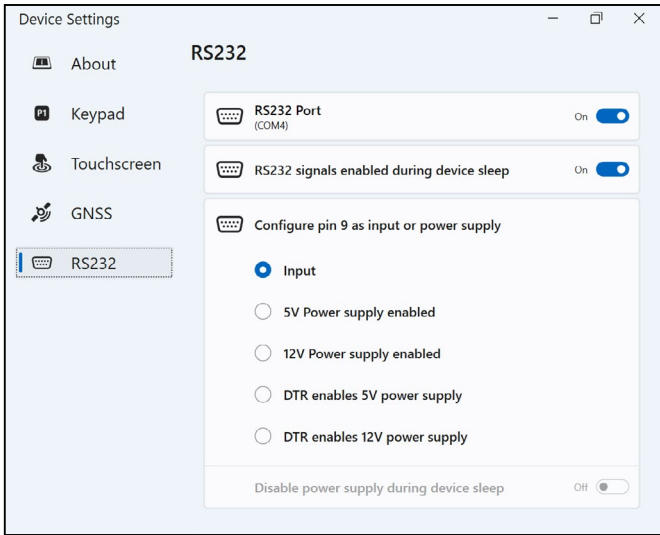 Device Settings
About
P1
Keypad
Touchscreen
GNSS
RS232
RS232
RS232 Port
(COM4)
On
RS232 signals enabled during device sleep
On
Configure pin 9 as input or power supply
Input
5V Power supply enabled
12V Power supply enabled
DTR enables 5V power supply
DTR enables 12V power supply
Disable power supply during device sleep
Off